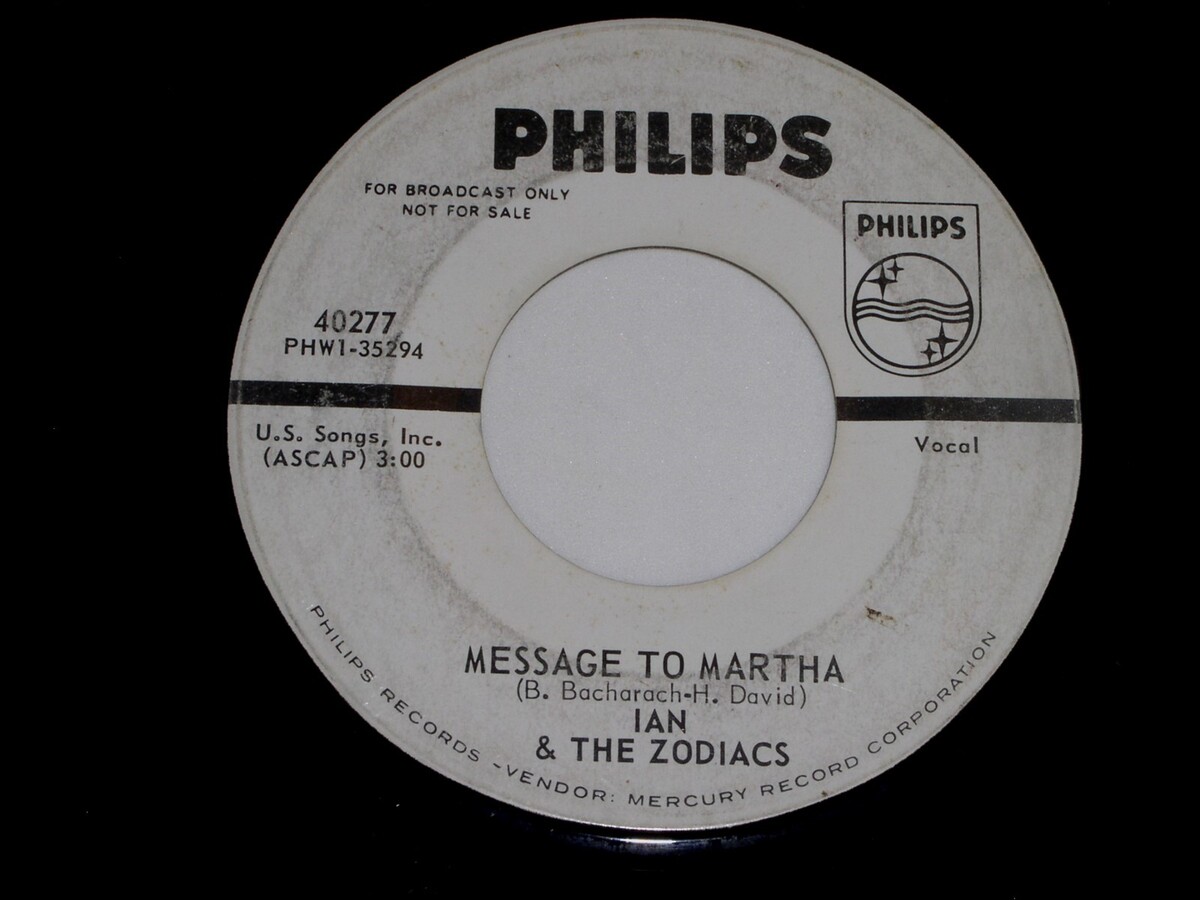 PHILIPS
FOR BROADCAST ONLY
NOT FOR SALE
PHILIPS
40277
PHW1-35294
U.S. Songs, Inc.
(ASCAP) 3:00
Vocal
MESSAGE TO MARTHA
(B. Bacharach-H. David)
IAN
& THE ZODIACS
PHILIPS RECORDS -VENDOR: MERCURY RECORD CORPORATION